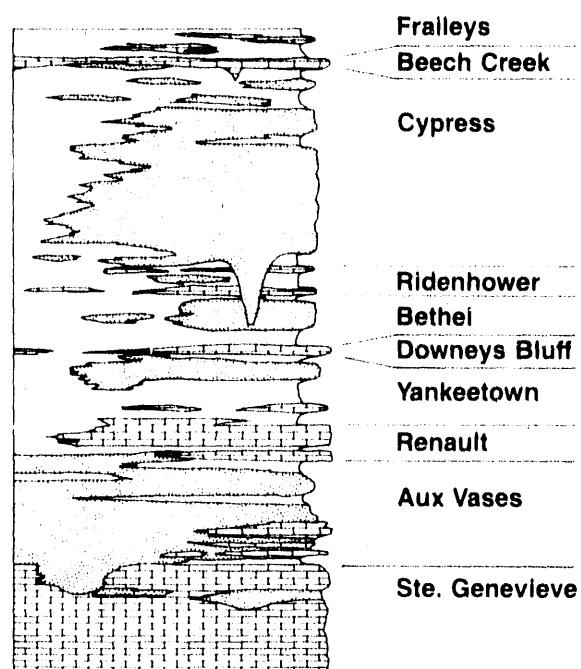 Fraileys
Beech Creek
Cypress
Ridenhower
Bethel
Downeys Bluff
Yankeetown
Renault
Aux Vases
Ste. Genevieve